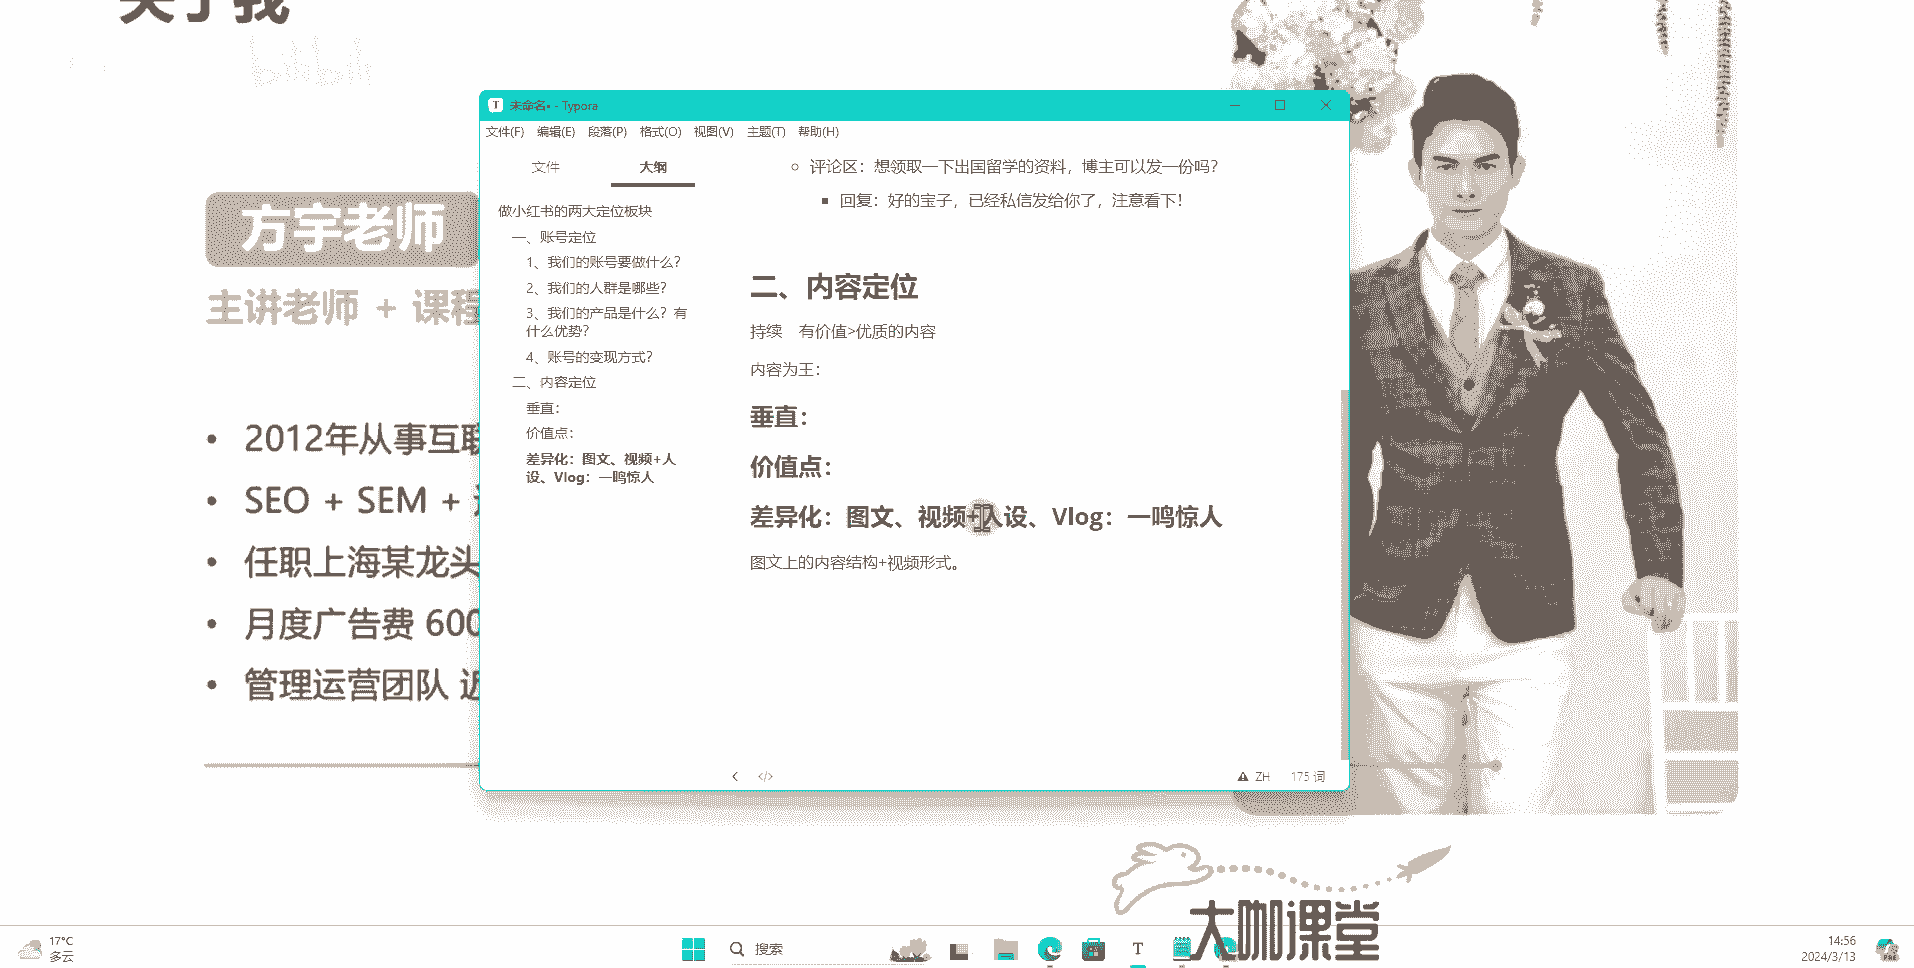 关于我
bilibili
方宇老师
主讲老师 + 课程
• 2012年从事互联
• SEO + SEM +
• 任职上海某龙头
• 月度广告费 600
• 管理运营团队 近
未命名• - Typora
文件(F) 编辑(E) 段落(P) 格式(O) 视图(V) 主题(T) 帮助(H)
文件 大纲
做小红书的两大定位板块
一、账号定位
1、我们的账号要做什么？
2、我们的人群是哪些？
3、我们的产品是什么？有
什么优势？
4、账号的变现方式？
二、内容定位
垂直：
价值点：
差异化：图文、视频+人
设、Vlog：一鸣惊人
评论区：想领取一下出国留学的资料，博主可以发一份吗？
回复：好的宝子，已经私信发给你了，注意看下！
二、内容定位
持续 有价值>优质的内容
内容为王：
垂直：
价值点：
差异化：图文、视频+人设、Vlog：一鸣惊人
图文上的内容结构+视频形式。
</>
ZH 175 词
大咖课堂
17°C
多云
搜索
14:56
2024/3/13